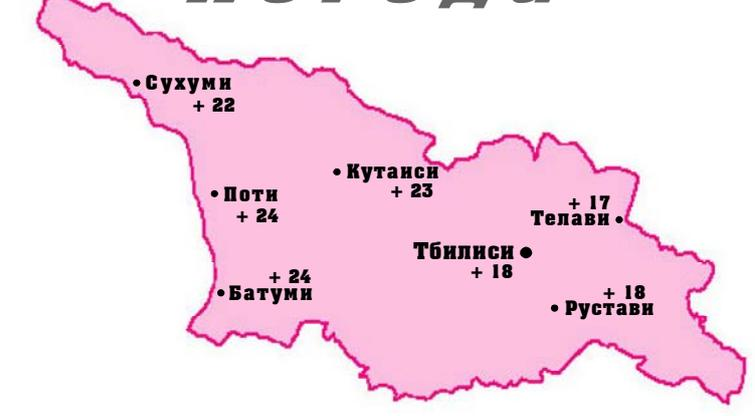 • Сухуми
+ 22
• Кутаиси
+ 23
• Поти
+ 24
+ 17
Телави •
Тбилиси •
+ 18
+ 24
• Батуми
+ 18
• Рустави